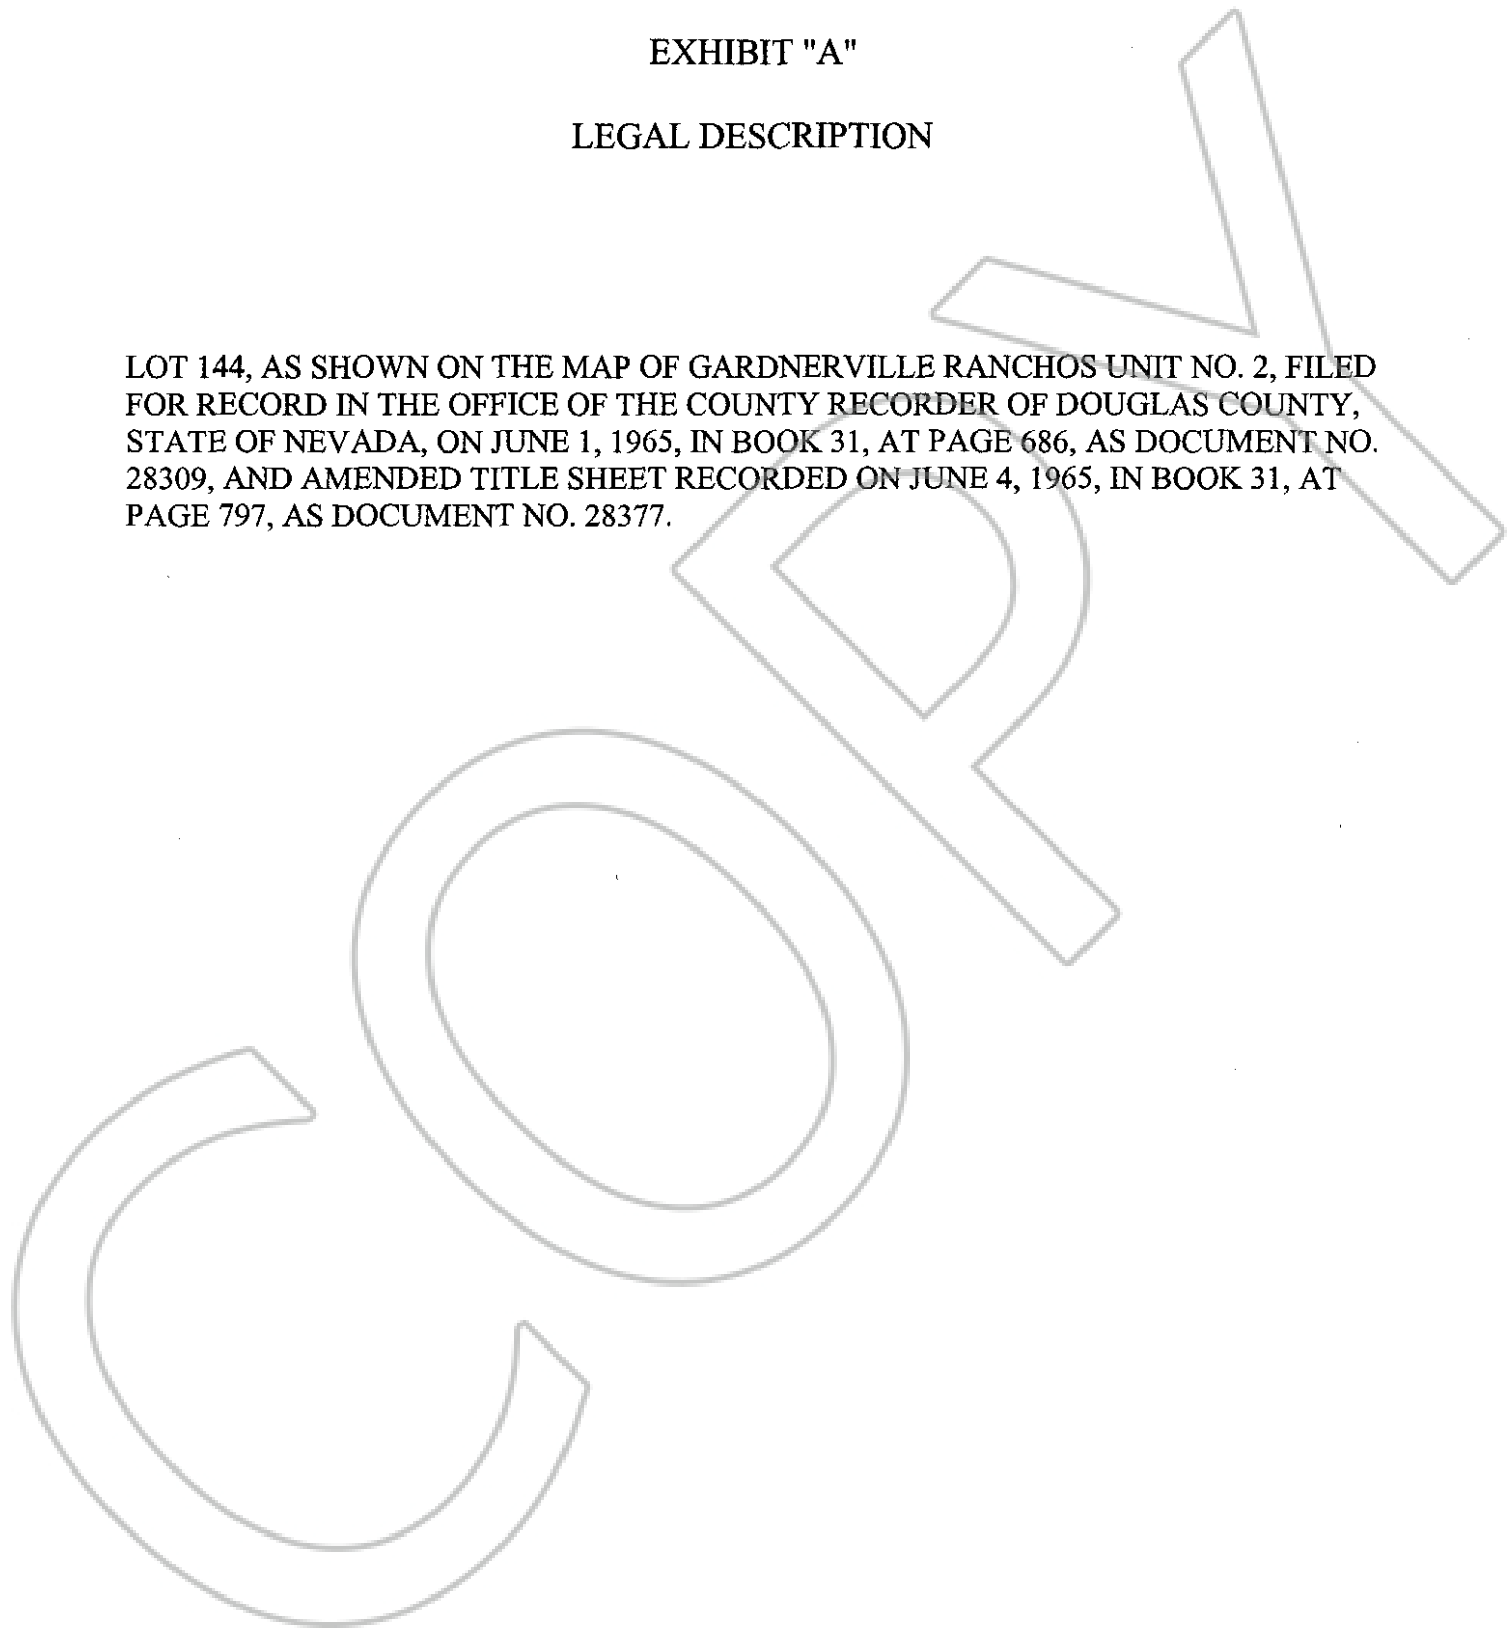 EXHIBIT "A"
LEGAL DESCRIPTION
LOT 144, AS SHOWN ON THE MAP OF GARDNERVILLE RANCHOS UNIT NO. 2, FILED
FOR RECORD IN THE OFFICE OF THE COUNTY RECORDER OF DOUGLAS COUNTY,
STATE OF NEVADA, ON JUNE 1, 1965, IN BOOK 31, AT PAGE 686, AS DOCUMENT NO.
28309, AND AMENDED TITLE SHEET RECORDED ON JUNE 4, 1965, IN BOOK 31, AT
PAGE 797, AS DOCUMENT NO. 28377.
COPY